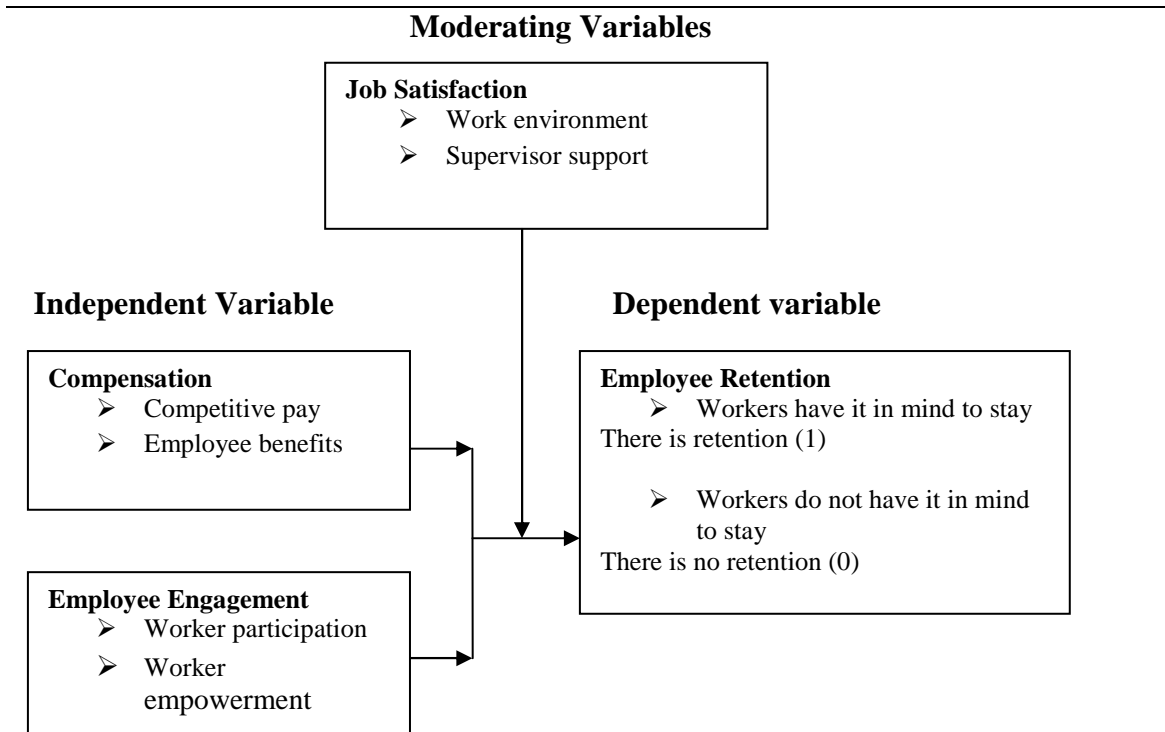 Moderating Variables
Job Satisfaction
➢ Work environment
➢ Supervisor support
Independent Variable
Dependent variable
Compensation
➢ Competitive pay
➢ Employee benefits
Employee Retention
➢ Workers have it in mind to stay
There is retention (1)
➢ Workers do not have it in mind
to stay
There is no retention (0)
Employee Engagement
➢ Worker participation
➢ Worker
empowerment